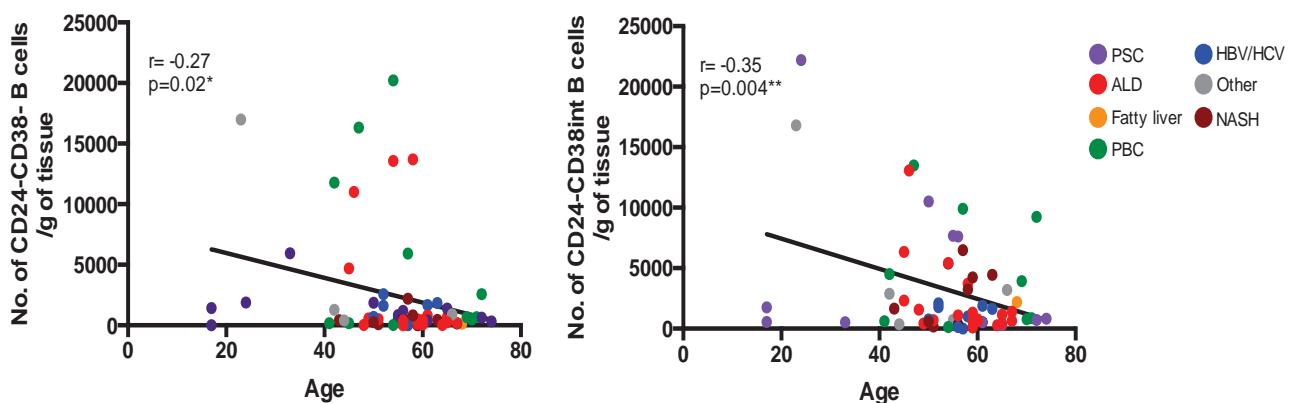 No. of CD24-CD38- B cells
/g of tissue
25000
20000
15000
10000
5000
0
r= -0.27
p=0.02*
0
20
40
60
80
Age
No. of CD24-CD38int B cells
/g of tissue
25000
20000
15000
10000
5000
0
r= -0.35
p=0.004**
0
20
40
60
80
Age
PSC
HBV/HCV
ALD
Other
Fatty liver
NASH
PBC